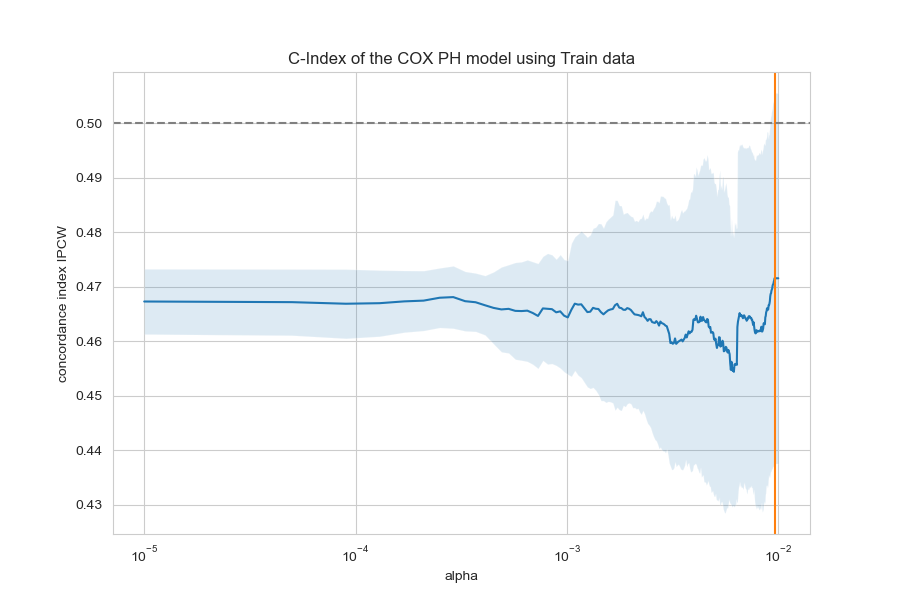 C-Index of the COX PH model using Train data
concordance index IPCW
0.50
0.49
0.48
0.47
0.46
0.45
0.44
0.43
10⁻⁵ 10⁻⁴ 10⁻³ 10⁻²
alpha